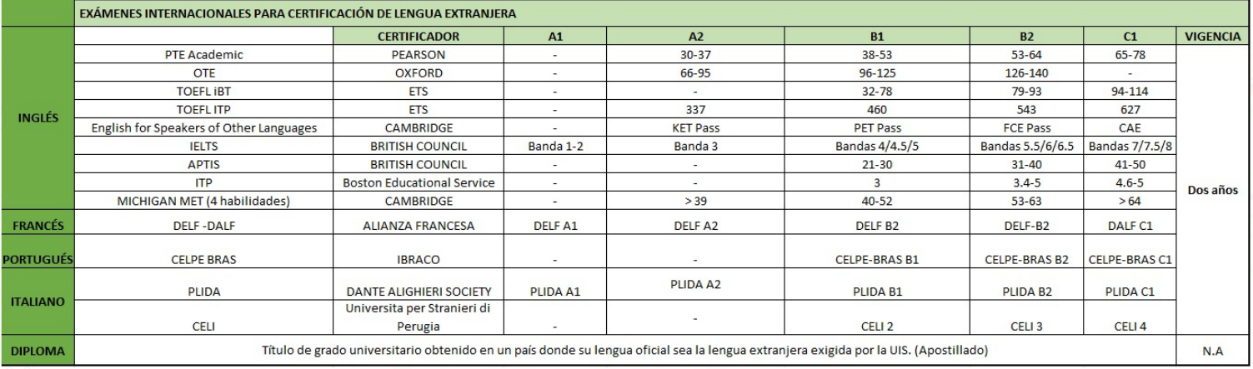 EXÁMENES INTERNACIONALES PARA CERTIFICACIÓN DE LENGUA EXTRANJERA
CERTIFICADOR A1 A2 B1 B2 C1 VIGENCIA
INGLÉS
PTE Academic PEARSON - 30-37 38-53 53-64 65-78
OTE OXFORD - 66-95 96-125 126-140 -
TOEFL iBT ETS - - 32-78 79-93 94-114
TOEFL ITP ETS - 337 460 543 627
English for Speakers of Other Languages CAMBRIDGE - KET Pass PET Pass FCE Pass CAE
IELTS BRITISH COUNCIL Banda 1-2 Banda 3 Bandas 4/4.5/5 Bandas 5.5/6/6.5 Bandas 7/7.5/8
APTIS BRITISH COUNCIL - - 21-30 31-40 41-50
ITP Boston Educational Service - - 3 3.4-5 4.6-5
MICHIGAN MET (4 habilidades) CAMBRIDGE - > 39 40-52 53-63 > 64
Dos años
FRANCÉS DELF -DALF ALIANZA FRANCESA DELF A1 DELF A2 DELF B2 DELF-B2 DALF C1
PORTUGUÉS CELPE BRAS IBRACO - - CELPE-BRAS B1 CELPE-BRAS B2 CELPE-BRAS C1
ITALIANO
PLIDA DANTE ALIGHIERI SOCIETY PLIDA A1 PLIDA A2 PLIDA B1 PLIDA B2 PLIDA C1
CELI Universita per Stranieri di
Perugia - - CELI 2 CELI 3 CELI 4
DIPLOMA Título de grado universitario obtenido en un país donde su lengua oficial sea la lengua extranjera exigida por la UIS. (Apostillado) N.A